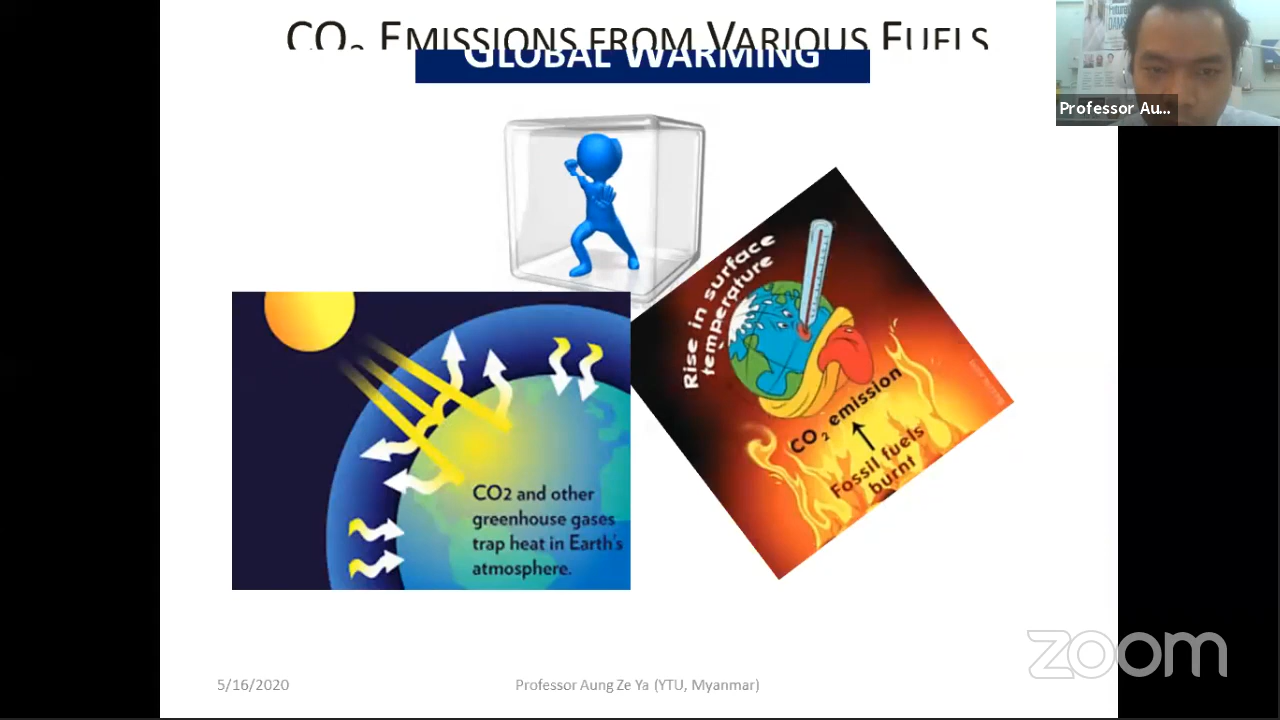 CO₂ EMISSIONS FROM VARIOUS FUELS
GLOBAL WARMING
Professor Au...
Rise in surface
temperature
CO2 emission
Fossil fuels
burnt
CO2 and other
greenhouse gases
trap heat in Earth's
atmosphere.
zoom
5/16/2020
Professor Aung Ze Ya (YTU, Myanmar)